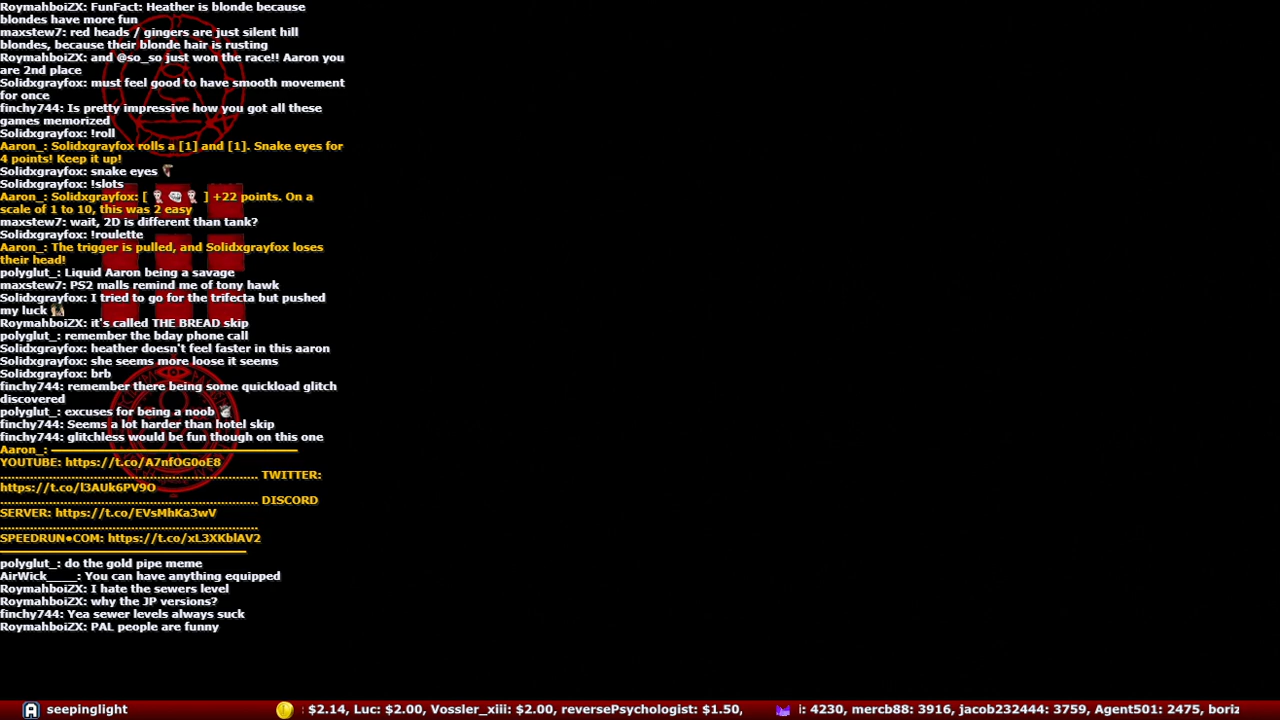 RoymahboiZX: FunFact: Heather is blonde because
blondes have more fun
maxstew7: red heads / gingers are just silent hill
blondes, because their blonde hair is rusting
RoymahboiZX: and @so_so just won the race!! Aaron you
are 2nd place
Solidxgrayfox: must feel good to have smooth movement
for once
finchy744: Is pretty impressive how you got all these
games memorized
Solidxgrayfox: !roll
Aaron_: Solidxgrayfox rolls a [1] and [1]. Snake eyes for
4 points! Keep it up!
Solidxgrayfox: snake eyes
Solidxgrayfox: !slots
Aaron_: Solidxgrayfox: [ ] +22 points. On a
scale of 1 to 10, this was 2 easy
maxstew7: wait, 2D is different than tank?
Solidxgrayfox: !roulette
Aaron_: The trigger is pulled, and Solidxgrayfox loses
their head!
polyglut_: Liquid Aaron being a savage
maxstew7: PS2 malls remind me of tony hawk
Solidxgrayfox: I tried to go for the trifecta but pushed
my luck
RoymahboiZX: it's called THE BREAD skip
polyglut_: remember the bday phone call
Solidxgrayfox: heather doesn't feel faster in this aaron
Solidxgrayfox: she seems more loose it seems
Solidxgrayfox: brb
finchy744: remember there being some quickload glitch
discovered
polyglut_: excuses for being a noob
finchy744: Seems a lot harder than hotel skip
finchy744: glitchless would be fun though on this one
Aaron_: ————————————————
YOUTUBE: https://t.co/A7nfOG0oE8
................................................................ TWITTER:
https://t.co/l3AUk6PV9O
................................................................ DISCORD
SERVER: https://t.co/EVsMhKa3wV
................................................................
SPEEDRUN●COM: https://t.co/xL3XKblAV2
————————————————
polyglut_: do the gold pipe meme
AirWick____: You can have anything equipped
RoymahboiZX: I hate the sewers level
RoymahboiZX: why the JP versions?
finchy744: Yea sewer levels always suck
RoymahboiZX: PAL people are funny
seepinglight : $2.14, Luc: $2.00, Vossler_xiii: $2.00, reversePsychologist: $1.50, i: 4230, mercb88: 3916, jacob232444: 3759, Agent501: 2475, boriz